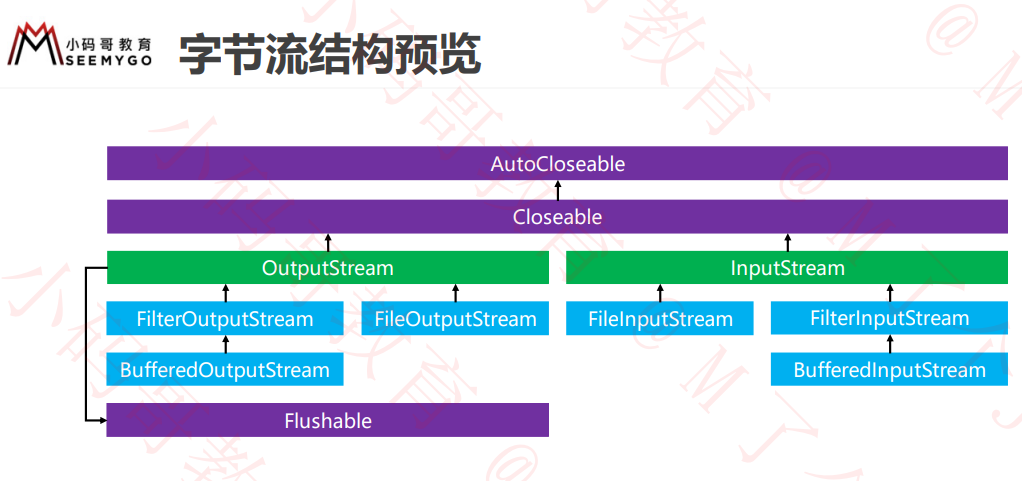 小码哥教育
SEEMYGO
字节流结构预览
AutoCloseable
Closeable
OutputStream
InputStream
FilterOutputStream
FileOutputStream
FileInputStream
FilterInputStream
BufferedOutputStream
BufferedInputStream
Flushable